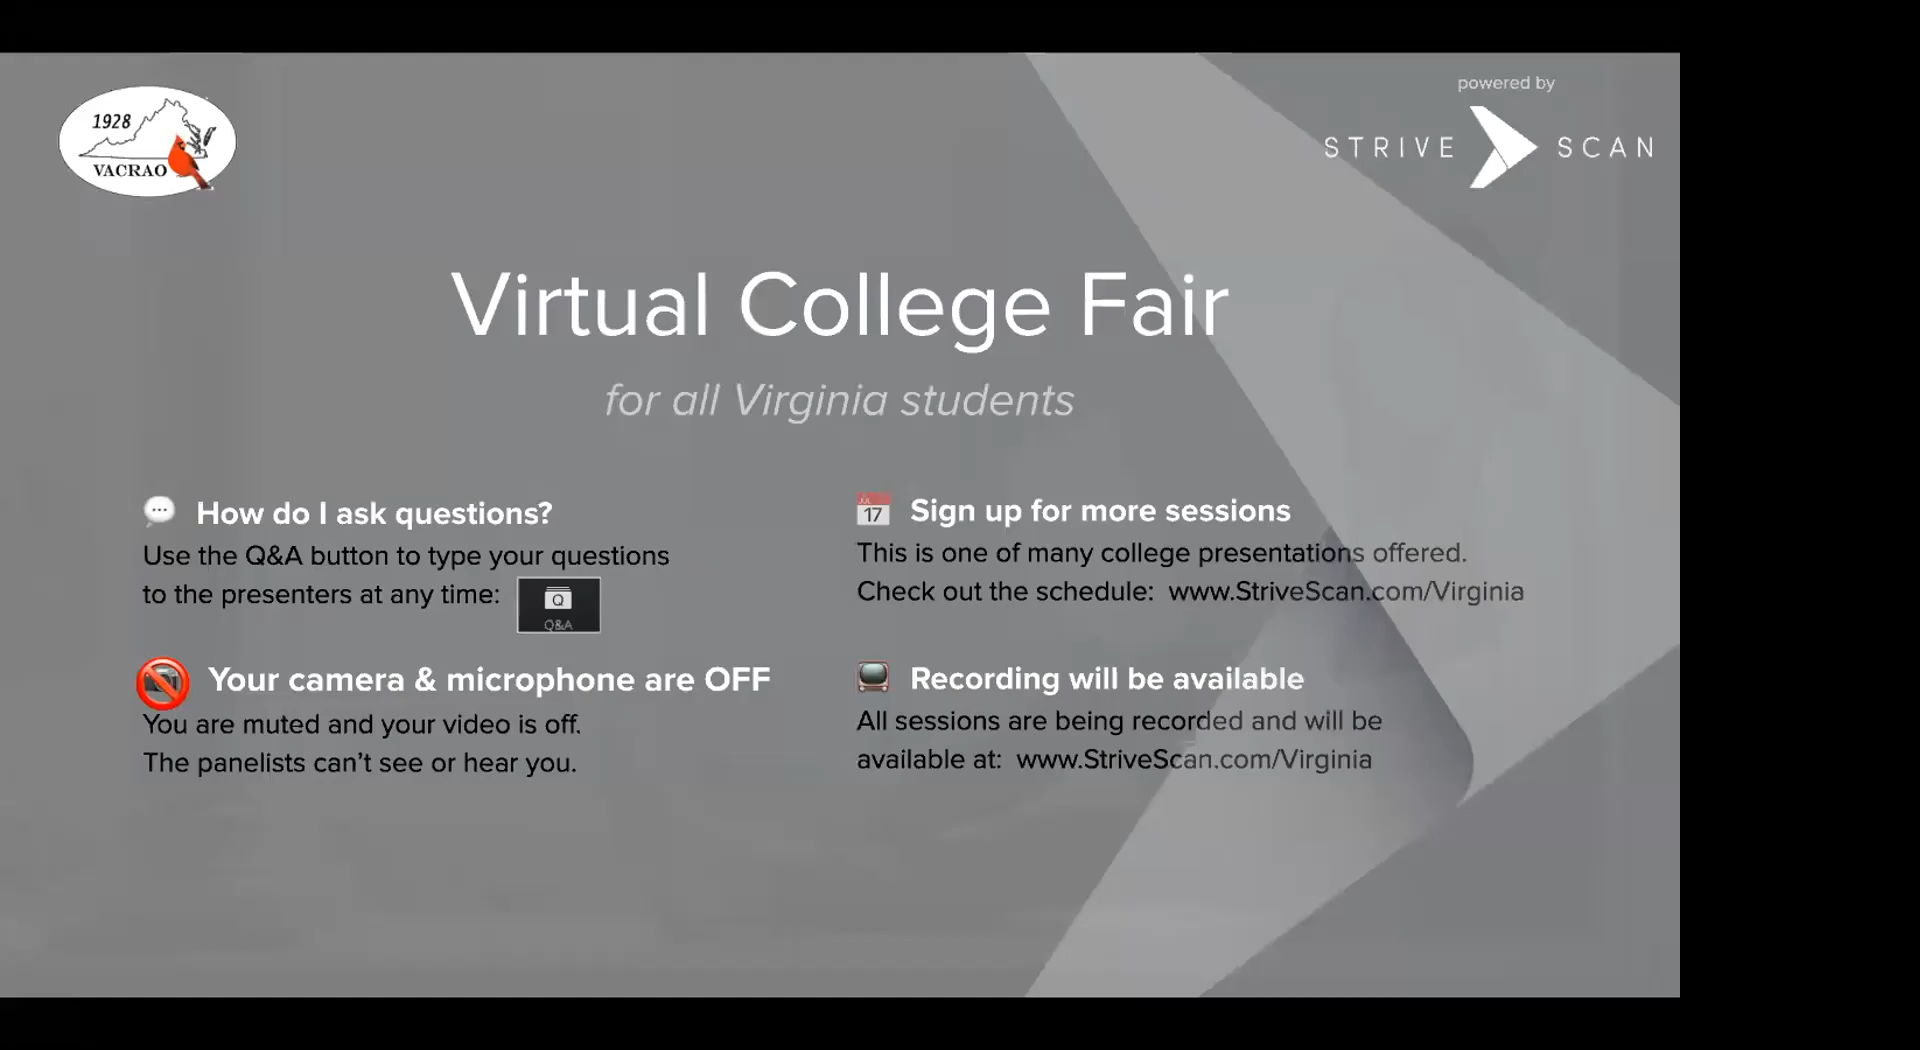 1928
VACRAO
powered by
STRIVE SCAN
Virtual College Fair
for all Virginia students
How do I ask questions?
Use the Q&A button to type your questions
to the presenters at any time:
Q
Q&A
Sign up for more sessions
JUL
17
This is one of many college presentations offered.
Check out the schedule: www.StriveScan.com/Virginia
Your camera & microphone are OFF
You are muted and your video is off.
The panelists can’t see or hear you.
Recording will be available
All sessions are being recorded and will be
available at: www.StriveScan.com/Virginia